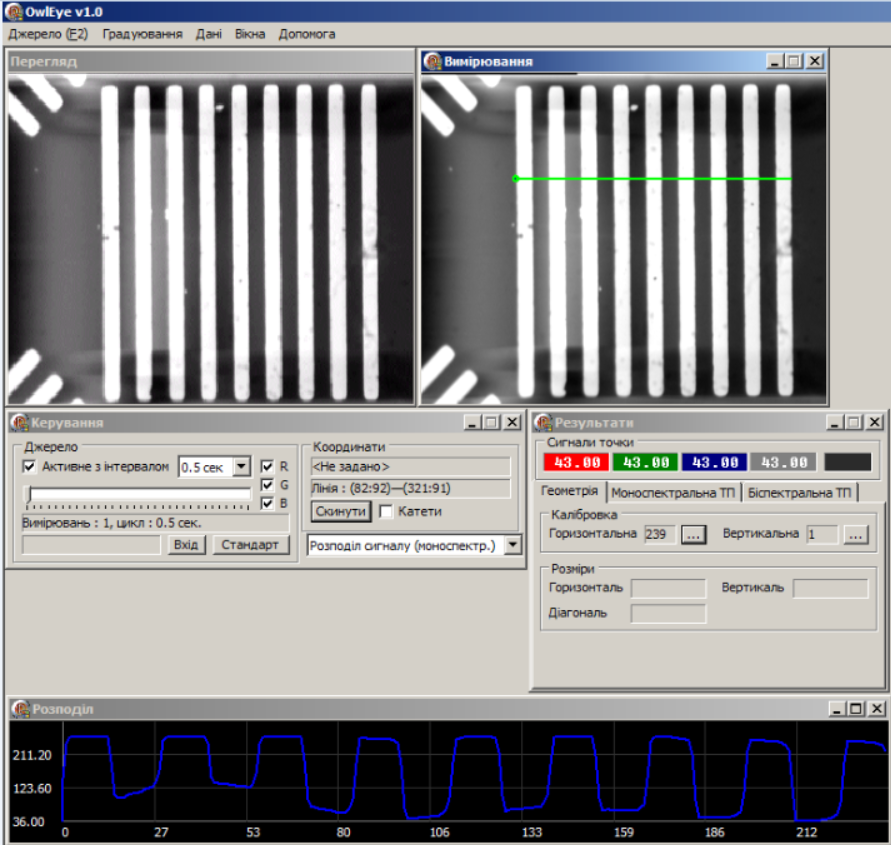 OwlEye v1.0
Джерело (F2) Градуювання Дані Вікна Допомога
Перегляд
Вимірювання
Керування
Джерело
Активне з інтервалом 0.5 сек
R
G
B
Вимірювань : 1, цикл : 0.5 сек.
Вхід Стандарт
Координати
<Не задано>
Лінія : (82:92)—(321:91)
Скинути Катети
Розподіл сигналу (моноспектр.)
Результати
Сигнали точки
43.00 43.00 43.00 43.00
Геометрія Моноспектральна ТП Біспектральна ТП
Калібровка
Горизонтальна 239 ... Вертикальна 1 ...
Розміри
Горизонталь Вертикаль
Діагональ
Розподіл
211.20
123.60
36.00
0 27 53 80 106 133 159 186 212